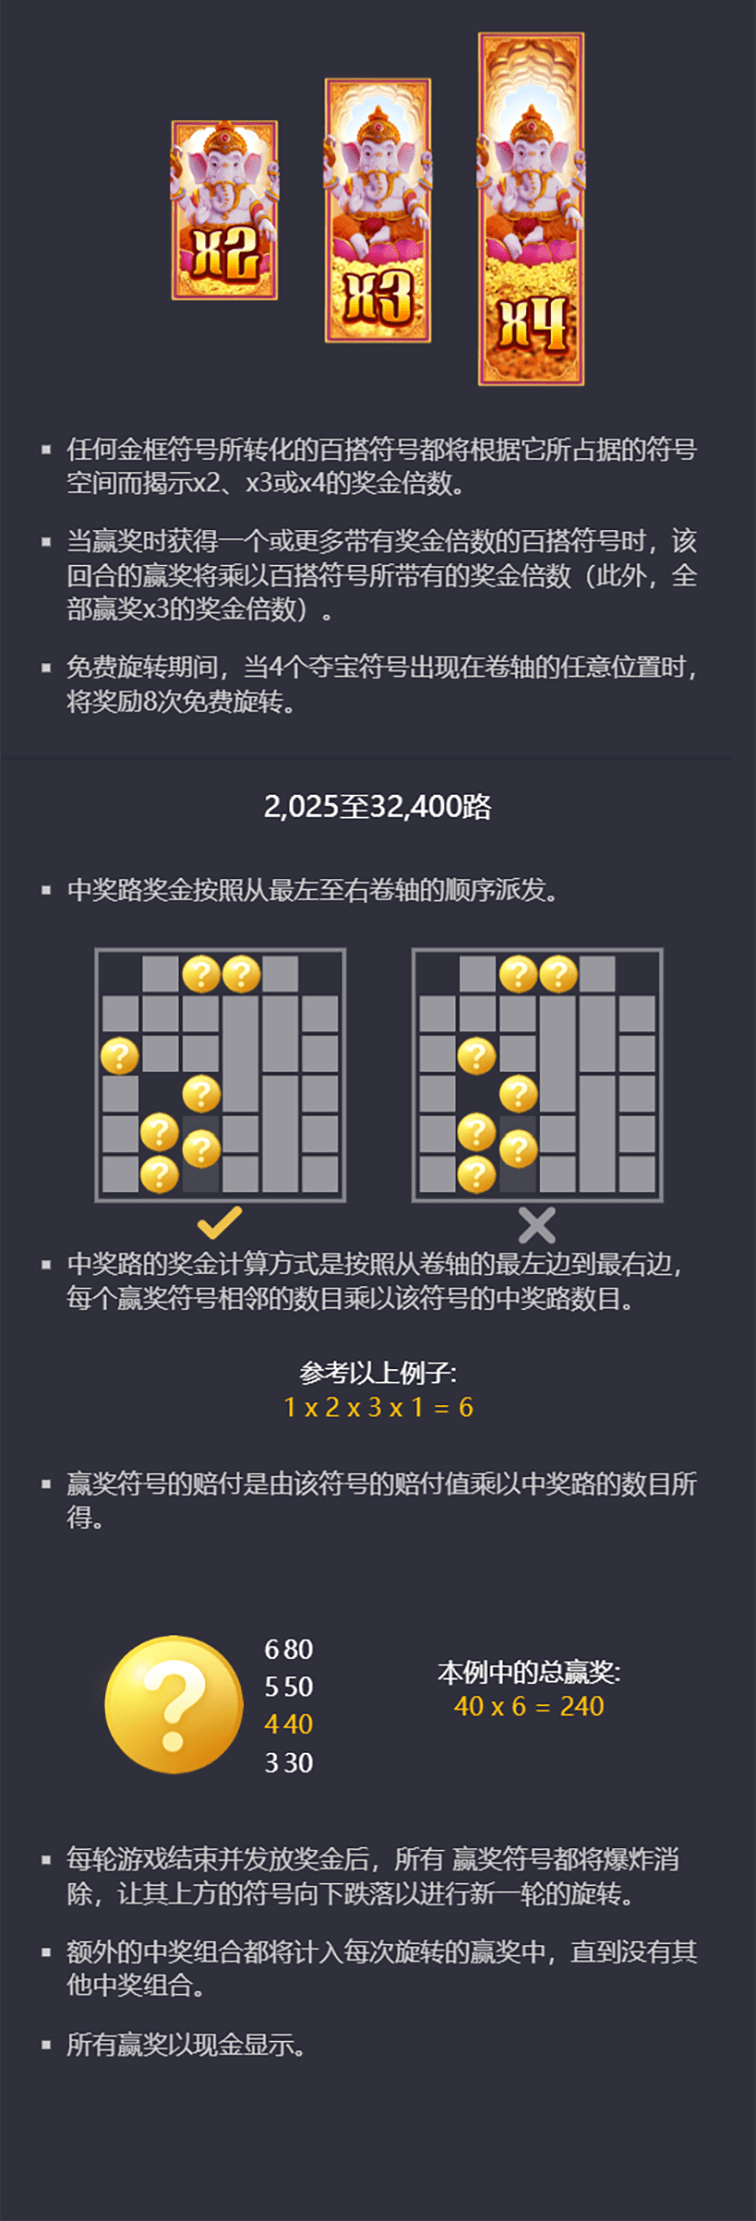 x2
x3
x4
任何金框符号所转化的百搭符号都将根据它所占据的符号
空间而揭示x2、x3或x4的奖金倍数。
当赢奖时获得一个或更多带有奖金倍数的百搭符号时，该
回合的赢奖将乘以百搭符号所带有的奖金倍数（此外，全
部赢奖x3的奖金倍数）。
免费旋转期间，当4个夺宝符号出现在卷轴的任意位置时，
将奖励8次免费旋转。
2,025至32,400路
中奖路奖金按照从最左至右卷轴的顺序派发。
? ? ? ?
? ?
? ? ? ?
? ?
? ?
? ?
中奖路的奖金计算方式是按照从卷轴的最左边到最右边，
每个赢奖符号相邻的数目乘以该符号的中奖路数目。
参考以上例子:
1 x 2 x 3 x 1 = 6
赢奖符号的赔付是由该符号的赔付值乘以中奖路的数目所
得。
?
6 80
5 50
4 40
3 30
本例中的总赢奖:
40 x 6 = 240
每轮游戏结束并发放奖金后，所有 赢奖符号都将爆炸消
除，让其上方的符号向下跌落以进行新一轮的旋转。
额外的中奖组合都将计入每次旋转的赢奖中，直到没有其
他中奖组合。
所有赢奖以现金显示。